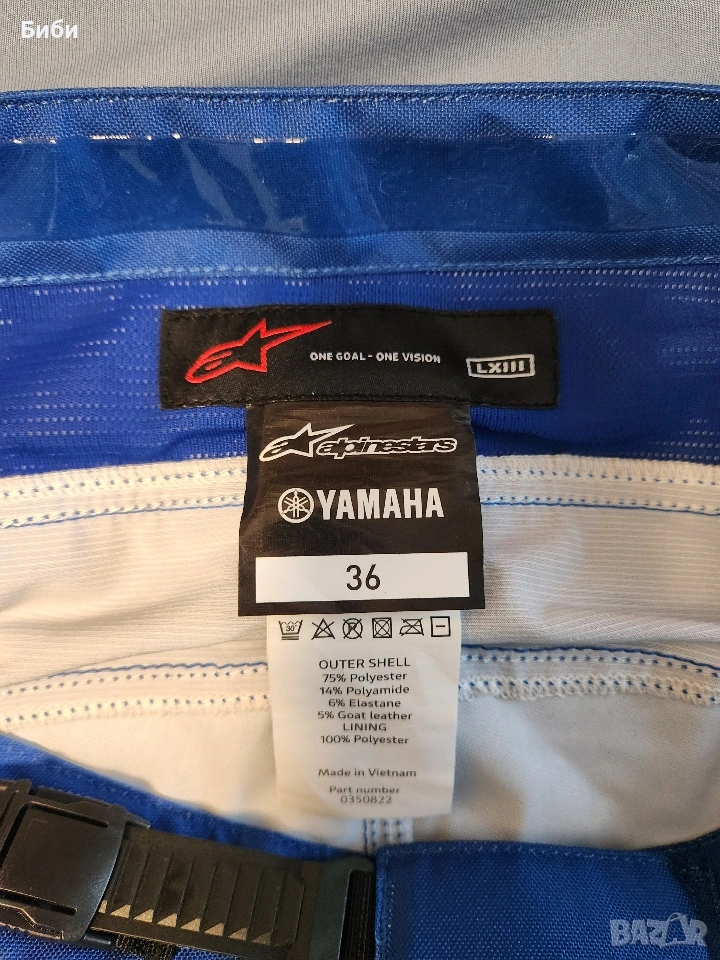 Биби
ONE GOAL - ONE VISION
LXIII
alpinestars
YAMAHA
36
30°
OUTER SHELL
75% Polyester
14% Polyamide
6% Elastane
5% Goat leather
LINING
100% Polyester
Made in Vietnam
Part number
0350822
BAZAR